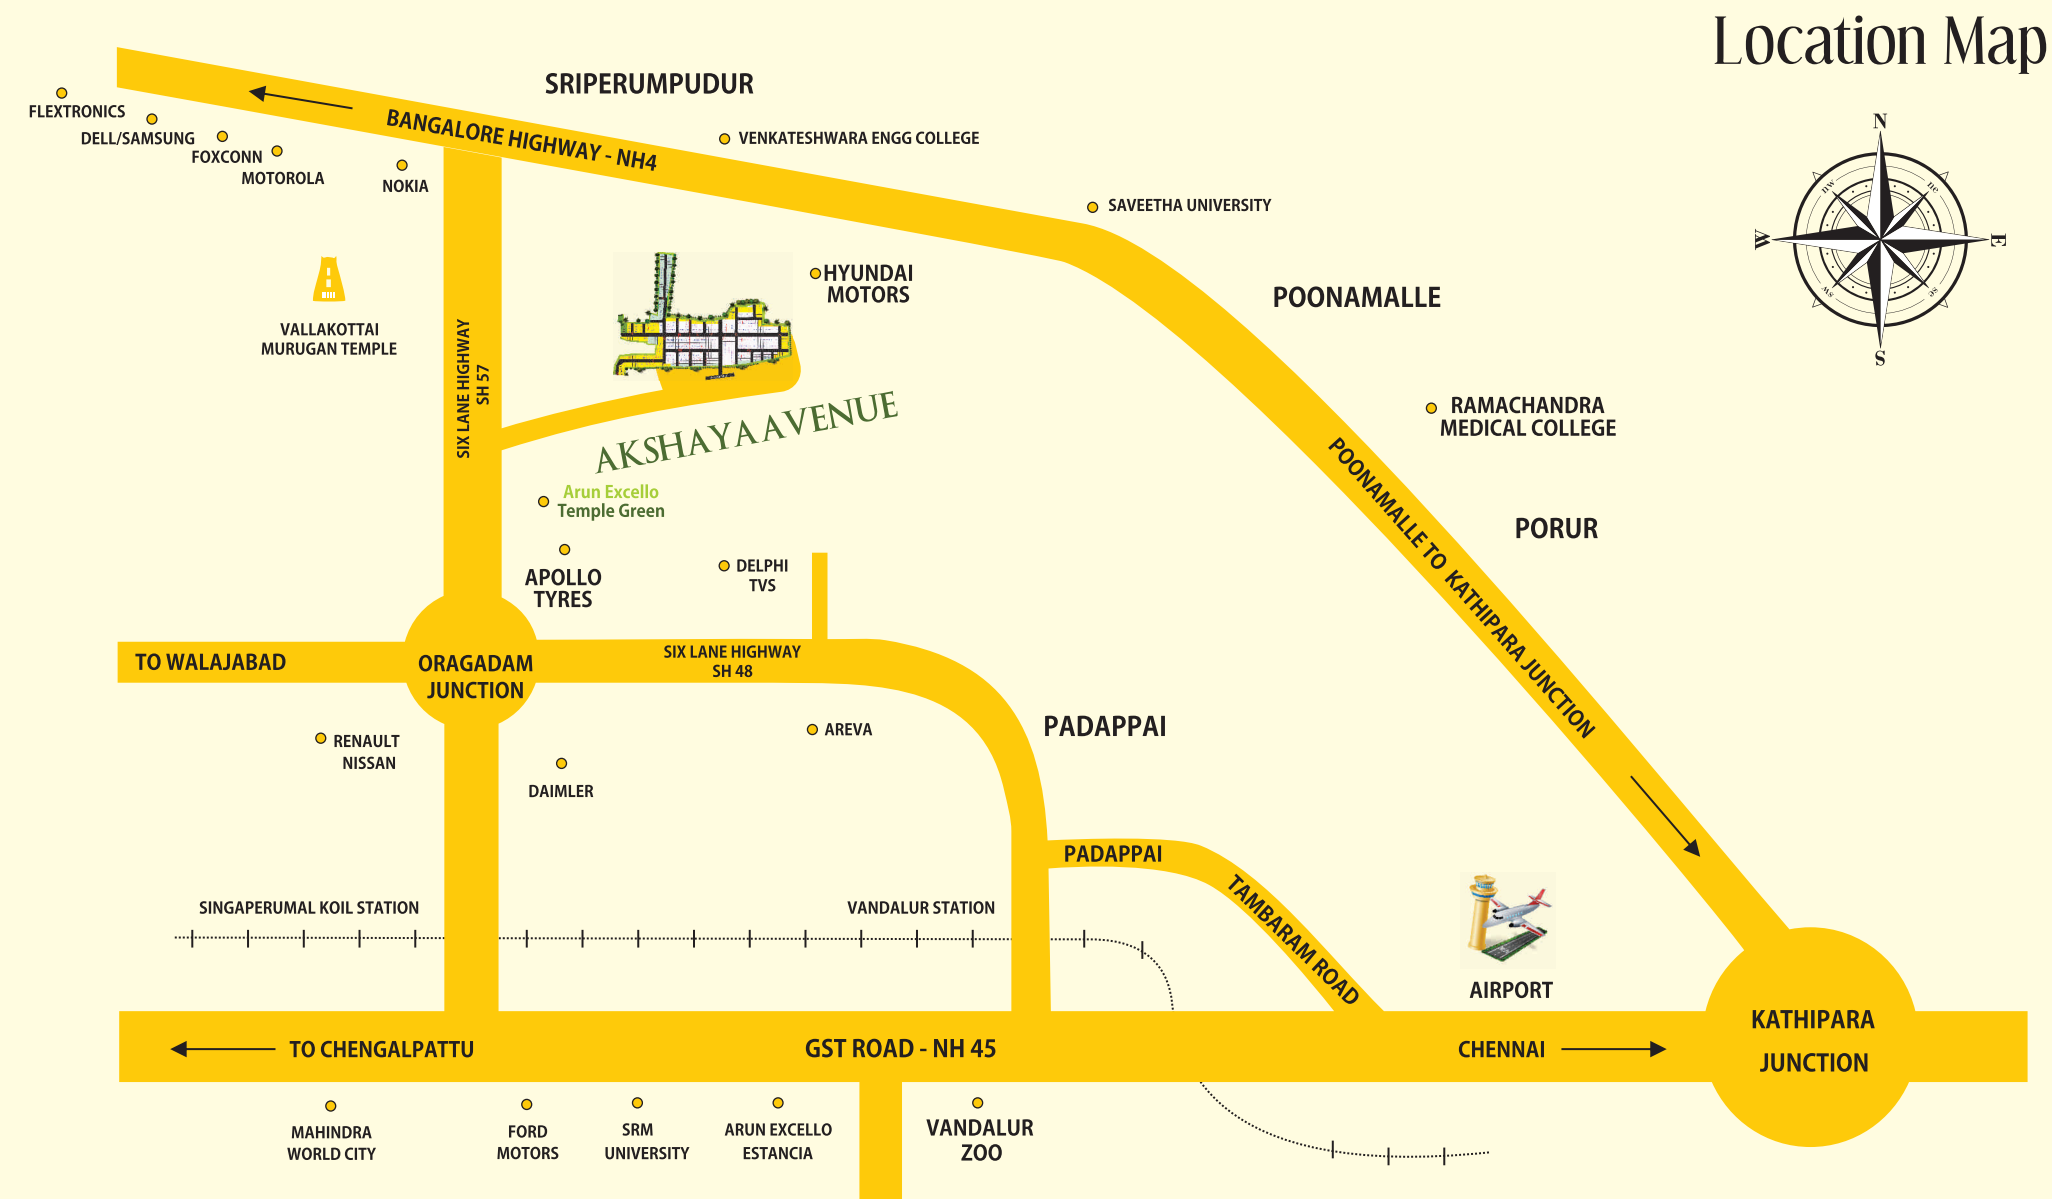 Location Map
N
nw
ne
W
E
sw
se
S
SRIPERUMPUDUR
FLEXTRONICS
DELL/SAMSUNG
FOXCONN
MOTOROLA
NOKIA
BANGALORE HIGHWAY - NH4
VENKATESHWARA ENGG COLLEGE
SAVEETHA UNIVERSITY
HYUNDAI
MOTORS
POONAMALLE
VALLAKOTTAI
MURUGAN TEMPLE
SIX LANE HIGHWAY
SH 57
AKSHAYA AVENUE
RAMACHANDRA
MEDICAL COLLEGE
POONAMALLE TO KATHIPARA JUNCTION
PORUR
Arun Excello
Temple Green
APOLLO
TYRES
DELPHI
TVS
TO WALAJABAD
ORAGADAM
JUNCTION
SIX LANE HIGHWAY
SH 48
RENAULT
NISSAN
DAIMLER
AREVA
PADAPPAI
PADAPPAI
TAMBARAM ROAD
SINGAPERUMAL KOIL STATION
VANDALUR STATION
AIRPORT
TO CHENGALPATTU
GST ROAD - NH 45
CHENNAI
KATHIPARA
JUNCTION
MAHINDRA
WORLD CITY
FORD
MOTORS
SRM
UNIVERSITY
ARUN EXCELLO
ESTANCIA
VANDALUR
ZOO